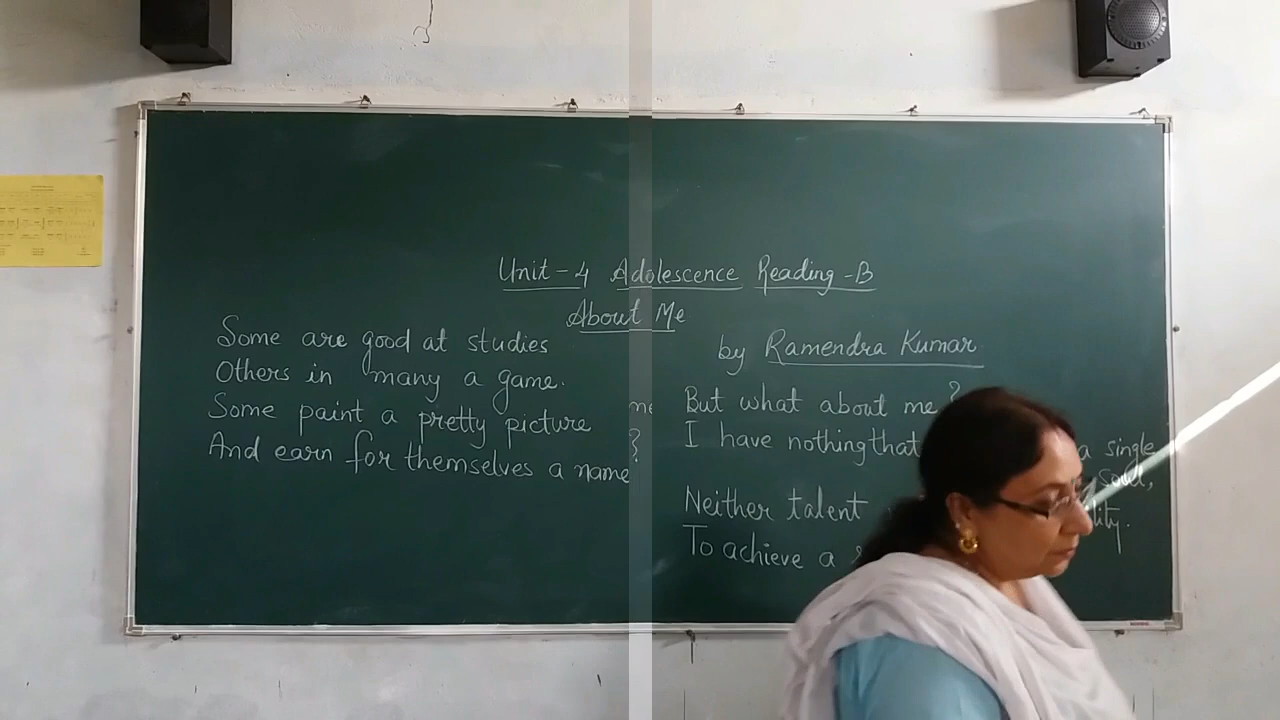 Unit-4 Adolescence Reading-B
About Me
by Ramendra Kumar
Some are good at studies
Others in many a game.
Some paint a pretty picture
And earn for themselves a name
me
?
But what about me?
I have nothing that a single
soul,
Neither talent
To achieve a